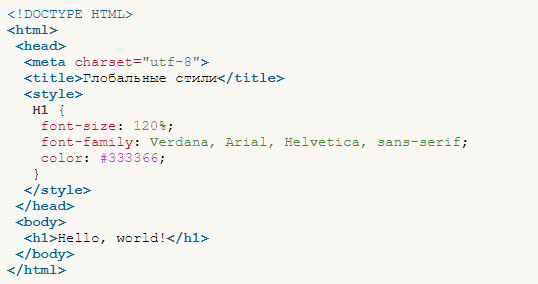 <!DOCTYPE HTML>
<html>
 <head>
  <meta charset="utf-8">
  <title>Глобальные стили</title>
  <style>
   H1 {
    font-size: 120%;
    font-family: Verdana, Arial, Helvetica, sans-serif;
    color: #333366;
   }
  </style>
 </head>
 <body>
  <h1>Hello, world!</h1>
 </body>
</html>